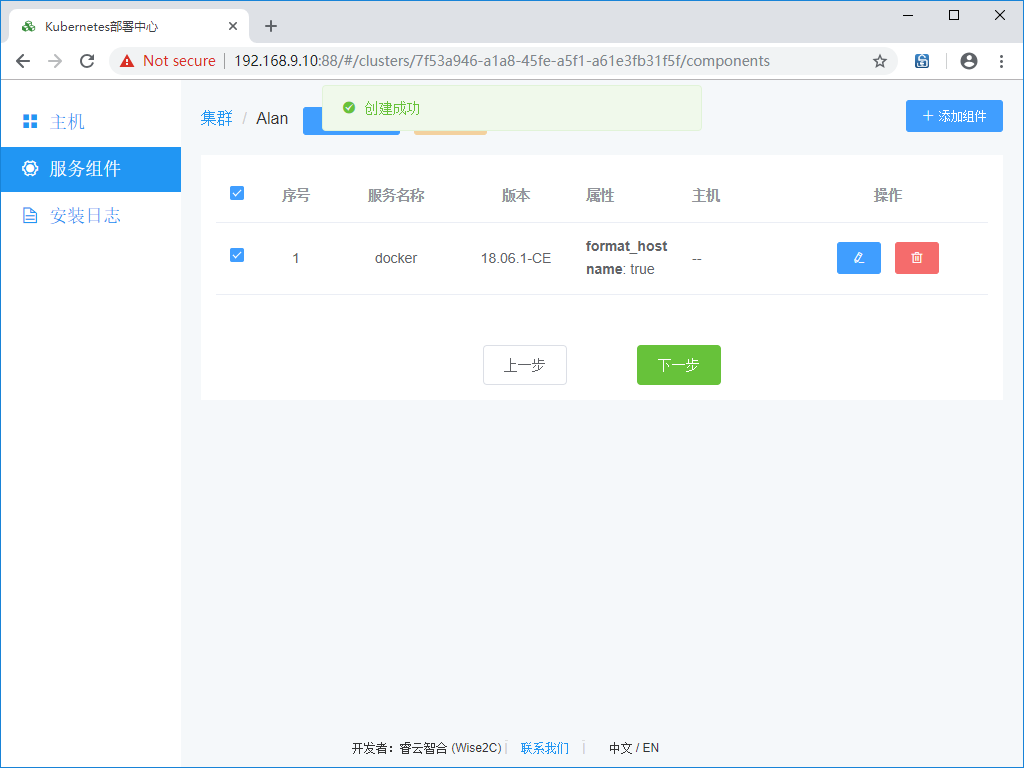 Kubernetes部署中心
Not secure | 192.168.9.10:88/#/clusters/7f53a946-a1a8-45fe-a5f1-a61e3fb31f5f/components
主机
服务组件
安装日志
集群 / Alan
创建成功
添加组件
序号 服务名称 版本 属性 主机 操作
1 docker 18.06.1-CE format_host
name: true --
上一步 下一步
开发者：睿云智合 (Wise2C) | 联系我们 | 中文 / EN